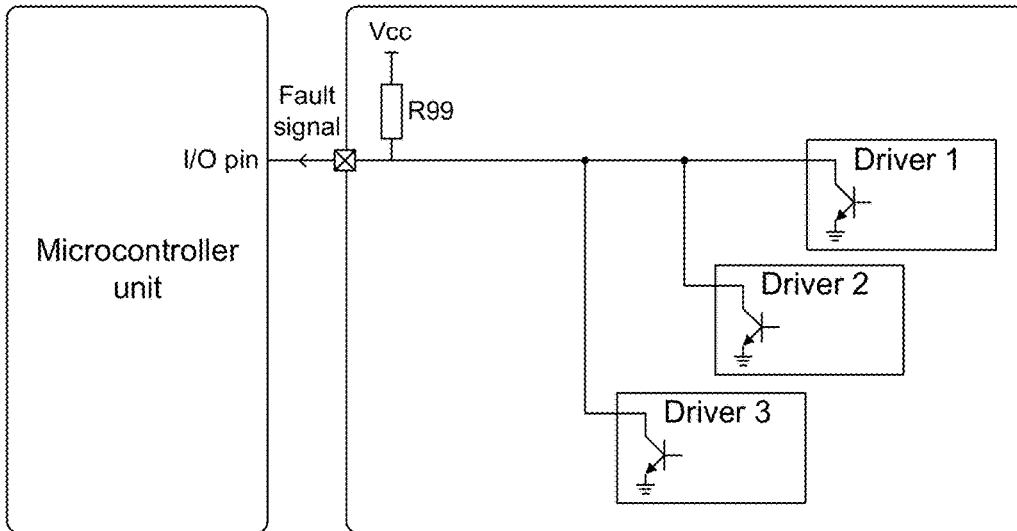 Vcc
R99
Fault
signal
I/O pin
Microcontroller
unit
Driver 1
Driver 2
Driver 3